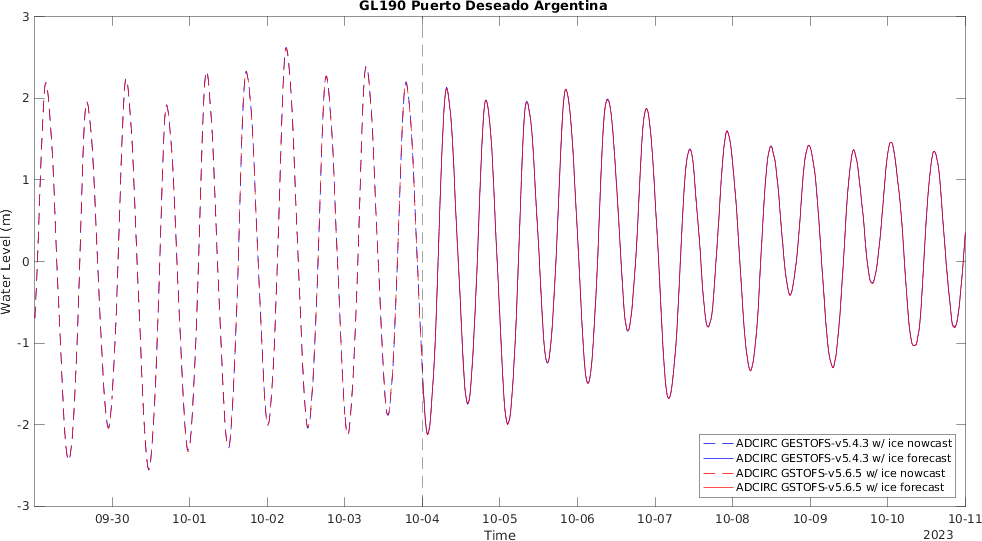 GL190 Puerto Deseado Argentina
3
2
1
0
-1
-2
-3
Water Level (m)
09-30 10-01 10-02 10-03 10-04 10-05 10-06 10-07 10-08 10-09 10-10 10-11
Time
2023
ADCIRC GESTOFS-v5.4.3 w/ ice nowcast
ADCIRC GESTOFS-v5.4.3 w/ ice forecast
ADCIRC GSTOFS-v5.6.5 w/ ice nowcast
ADCIRC GSTOFS-v5.6.5 w/ ice forecast